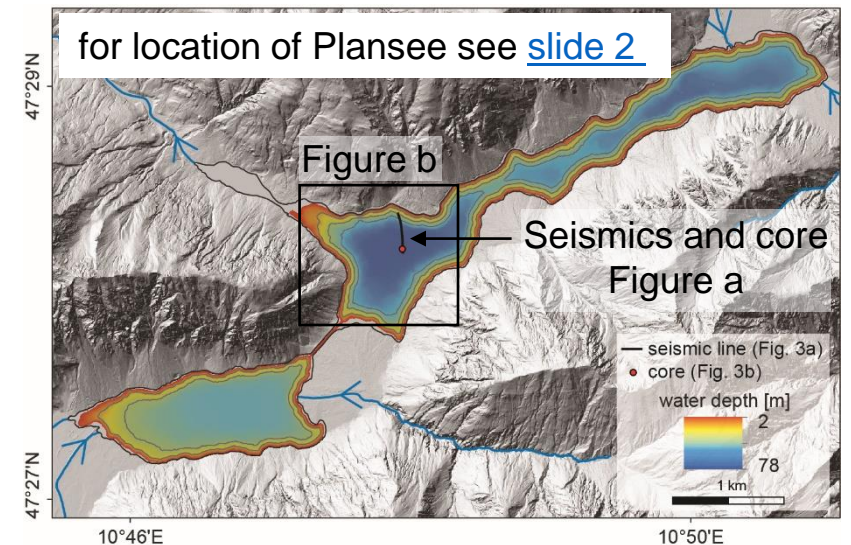 for location of Plansee see slide 2
47°29'N
Figure b
Seismics and core
Figure a
seismic line (Fig. 3a)
core (Fig. 3b)
water depth [m]
2
78
1 km
47°27'N
10°46'E
10°50'E